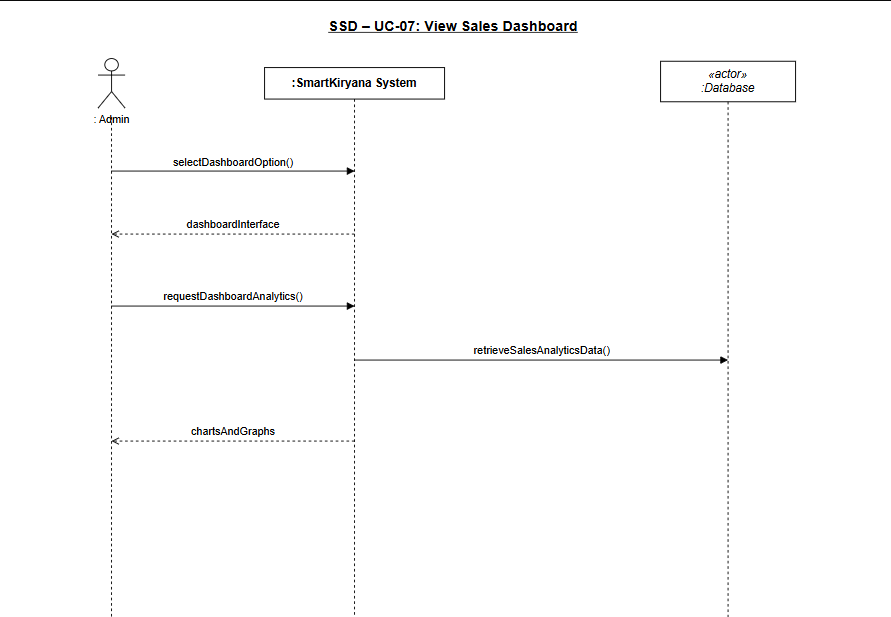 SSD – UC-07: View Sales Dashboard
: Admin
:SmartKiryana System
«actor»
:Database
selectDashboardOption()
dashboardInterface
requestDashboardAnalytics()
retrieveSalesAnalyticsData()
chartsAndGraphs